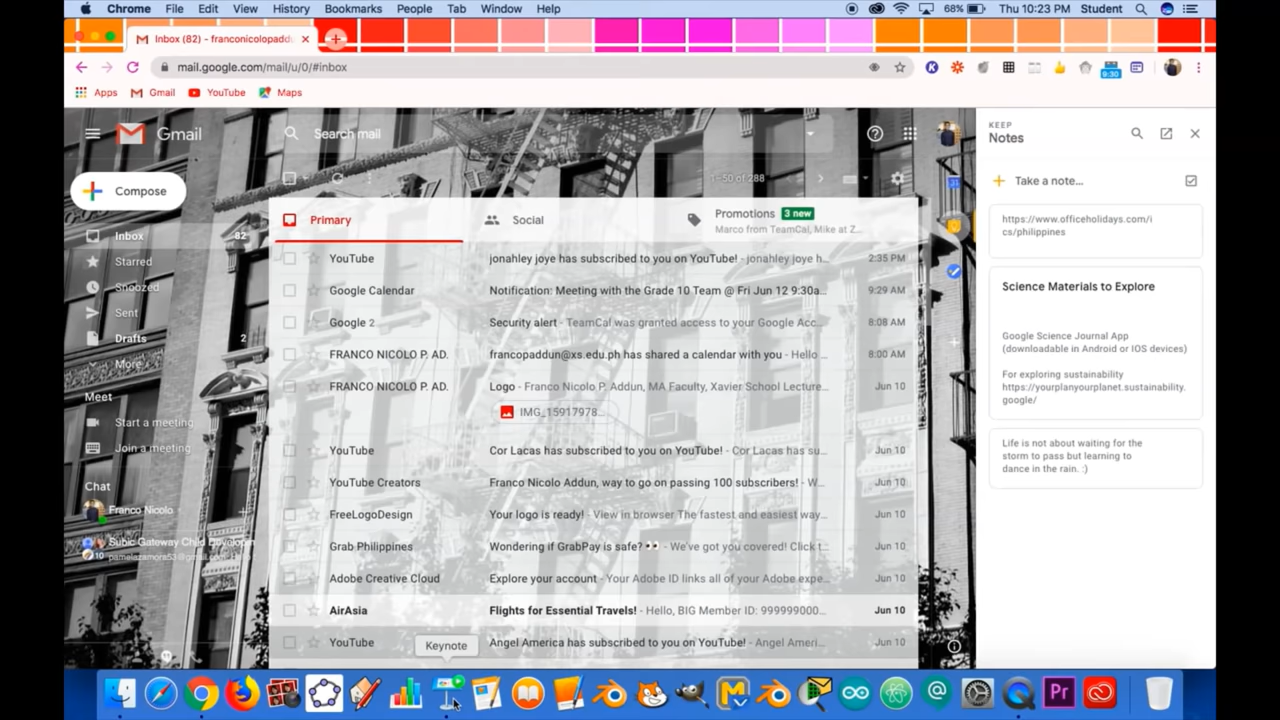 Chrome File Edit View History Bookmarks People Tab Window Help 68% Thu 10:23 PM Student
Inbox (82) - franconicolopaddu
mail.google.com/mail/u/0/#inbox
9:30
Apps Gmail YouTube Maps
Gmail
Search mail
Compose
1–50 of 288
Inbox 82
Starred
Snoozed
Sent
Drafts 2
More
Meet
Start a meeting
Join a meeting
Chat
Franco Nicolo
Primary
Social
Promotions 3 new
Marco from TeamCal, Mike at Z...
YouTube jonahley joye has subscribed to you on YouTube! - jonahley joye h... 2:35 PM
Google Calendar Notification: Meeting with the Grade 10 Team @ Fri Jun 12 9:30a... 9:29 AM
Google 2 Security alert - TeamCal was granted access to your Google Acc... 8:08 AM
FRANCO NICOLO P. AD. francopaddun@xs.edu.ph has shared a calendar with you - Hello ... 8:00 AM
FRANCO NICOLO P. AD. Logo - Franco Nicolo P. Addun, MA Faculty, Xavier School Lecture... Jun 10
IMG_15917978...
YouTube Cor Lacas has subscribed to you on YouTube! - Cor Lacas has su... Jun 10
YouTube Creators Franco Nicolo Addun, way to go on passing 100 subscribers! - W... Jun 10
FreeLogoDesign Your logo is ready! - View in browser The fastest and easiest way... Jun 10
Grab Philippines Wondering if GrabPay is safe? 👀 - We've got you covered! Click t... Jun 10
Adobe Creative Cloud Explore your account - Your Adobe ID links all of your Adobe expe... Jun 10
AirAsia Flights for Essential Travels! - Hello, BIG Member ID: 999999000... Jun 10
YouTube Angel America has subscribed to you on YouTube! - Angel Ameri... Jun 10
Keynote
KEEP
Notes
Take a note...
https://www.officeholidays.com/i
cs/philippines
Science Materials to Explore
Google Science Journal App
(downloadable in Android or IOS devices)
For exploring sustainability
https://yourplanyourplanet.sustainability.
google/
Life is not about waiting for the
storm to pass but learning to
dance in the rain. :)
Pr